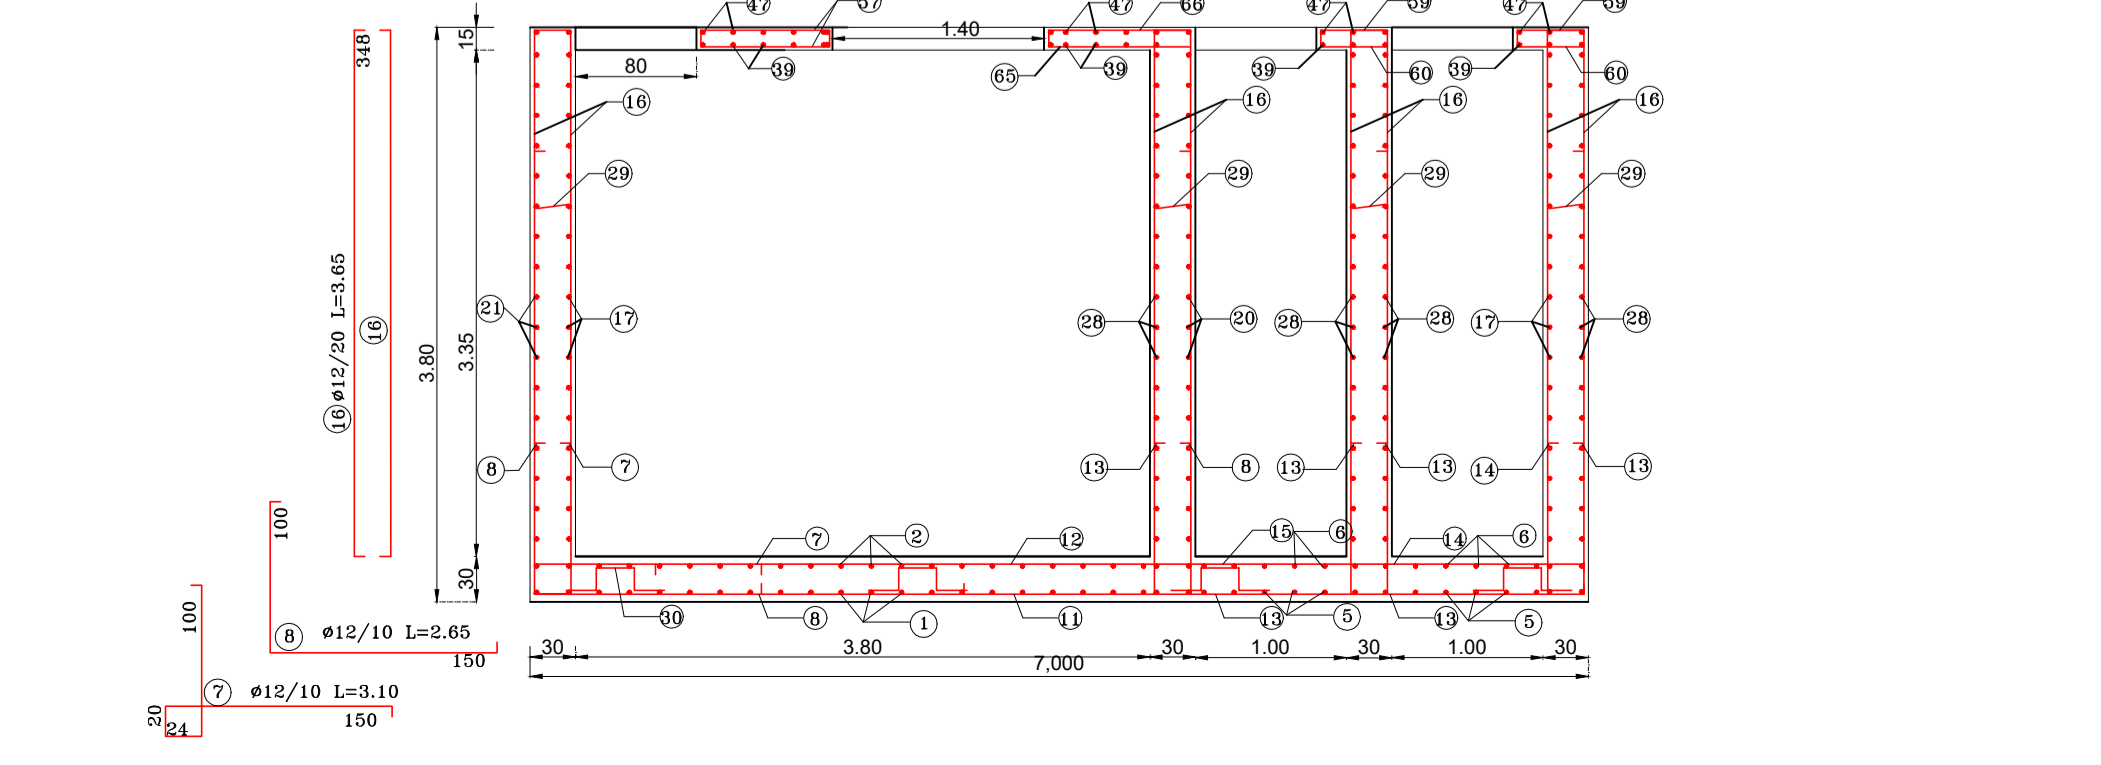 47 57 47 66 47 59 47 59
15 1.40
348
80 39 65 39 39 60 39 60
16 16 16 16
29 29 29 29
16 ø12/20 L=3.65
16
3.80
3.35
21 17 28 20 28 28 17 28
8 7 13 8 13 13 14 13
100
7 2 12 15 6 14 6
30
30 8 1 11 13 5 13 5
100
8 ø12/10 L=2.65
150
30 3.80 30 1.00 30 1.00 30
7,000
7 ø12/10 L=3.10
150
20
24